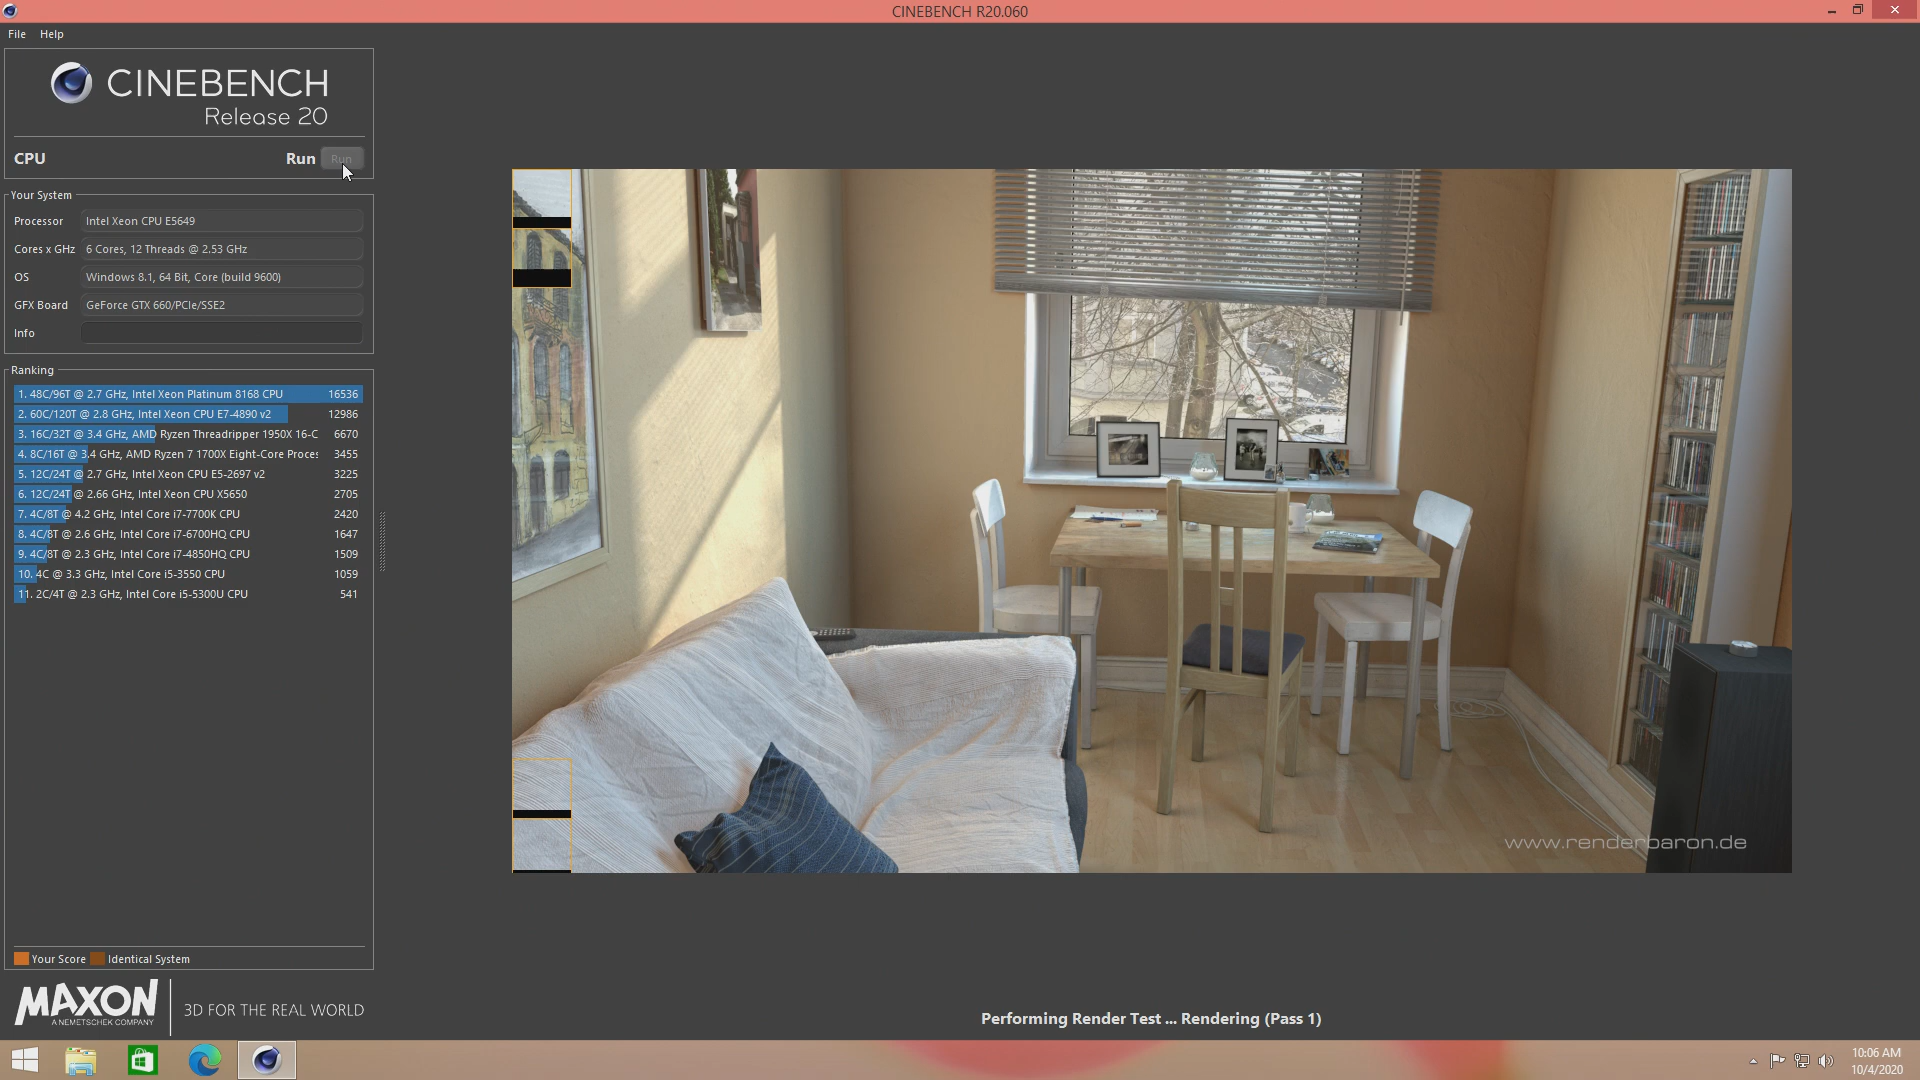 CINEBENCH R20.060
File Help
CINEBENCH
Release 20
CPU Run Run
Your System
Processor Intel Xeon CPU E5649
Cores x GHz 6 Cores, 12 Threads @ 2.53 GHz
OS Windows 8.1, 64 Bit, Core (build 9600)
GFX Board GeForce GTX 660/PCIe/SSE2
Info
Ranking
1. 48C/96T @ 2.7 GHz, Intel Xeon Platinum 8168 CPU 16536
2. 60C/120T @ 2.8 GHz, Intel Xeon CPU E7-4890 v2 12986
3. 16C/32T @ 3.4 GHz, AMD Ryzen Threadripper 1950X 16-C 6670
4. 8C/16T @ 3.4 GHz, AMD Ryzen 7 1700X Eight-Core Proces 3455
5. 12C/24T @ 2.7 GHz, Intel Xeon CPU E5-2697 v2 3225
6. 12C/24T @ 2.66 GHz, Intel Xeon CPU X5650 2705
7. 4C/8T @ 4.2 GHz, Intel Core i7-7700K CPU 2420
8. 4C/8T @ 2.6 GHz, Intel Core i7-6700HQ CPU 1647
9. 4C/8T @ 2.3 GHz, Intel Core i7-4850HQ CPU 1509
10. 4C @ 3.3 GHz, Intel Core i5-3550 CPU 1059
11. 2C/4T @ 2.3 GHz, Intel Core i5-5300U CPU 541
Your Score Identical System
MAXON
A NEMETSCHEK COMPANY
3D FOR THE REAL WORLD
www.renderbaron.de
Performing Render Test ... Rendering (Pass 1)
10:06 AM
10/4/2020